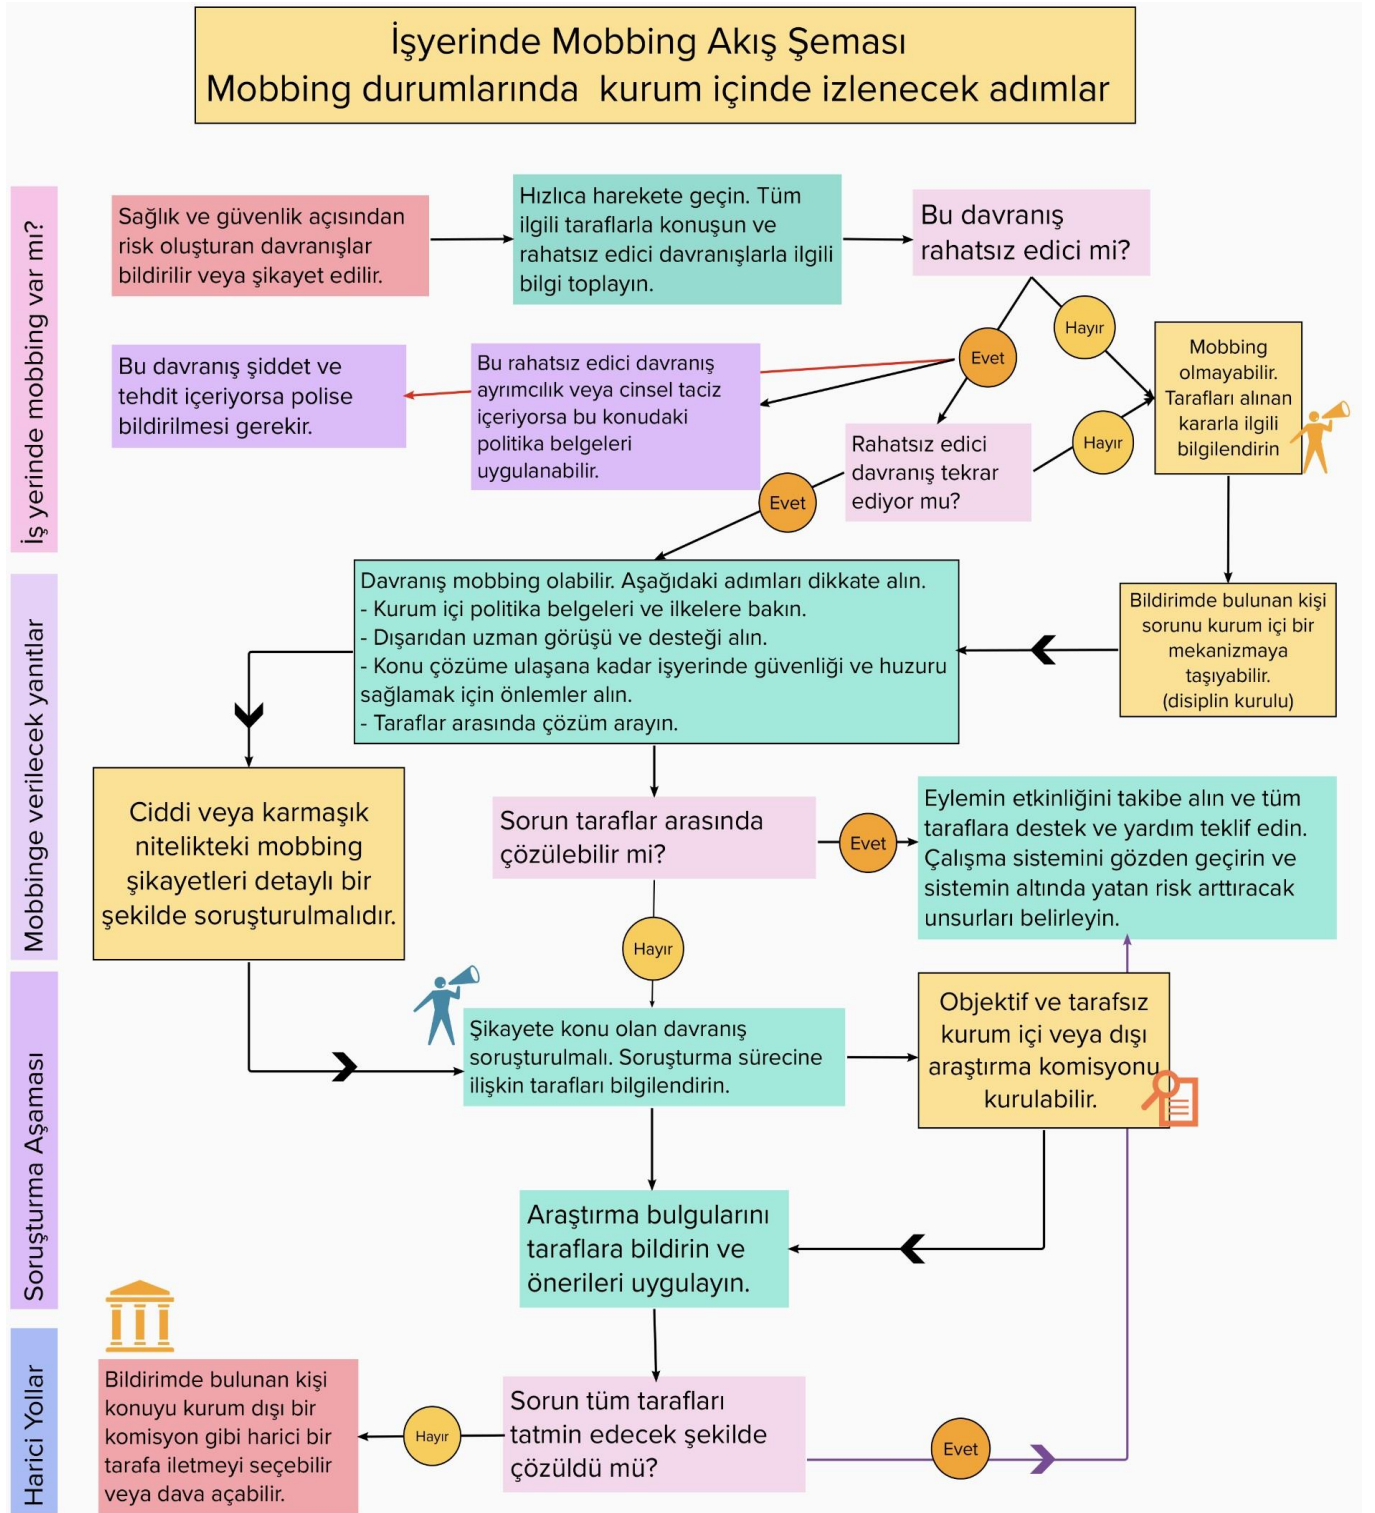 İşyerinde Mobbing Akış Şeması
Mobbing durumlarında kurum içinde izlenecek adımlar
İş yerinde mobbing var mı?
Sağlık ve güvenlik açısından
risk oluşturan davranışlar
bildirilir veya şikayet edilir.
Hızlıca harekete geçin. Tüm
ilgili taraflarla konuşun ve
rahatsız edici davranışlarla ilgili
bilgi toplayın.
Bu davranış
rahatsız edici mi?
Hayır
Evet
Bu davranış şiddet ve
tehdit içeriyorsa polise
bildirilmesi gerekir.
Bu rahatsız edici davranış
ayrımcılık veya cinsel taciz
içeriyorsa bu konudaki
politika belgeleri
uygulanabilir.
Mobbing
olmayabilir.
Tarafları alınan
kararla ilgili
bilgilendirin
Rahatsız edici
davranış tekrar
ediyor mu?
Hayır
Evet
Mobbinge verilecek yanıtlar
Davranış mobbing olabilir. Aşağıdaki adımları dikkate alın.
- Kurum içi politika belgeleri ve ilkelere bakın.
- Dışarıdan uzman görüşü ve desteği alın.
- Konu çözüme ulaşana kadar işyerinde güvenliği ve huzuru
sağlamak için önlemler alın.
- Taraflar arasında çözüm arayın.
Bildirimde bulunan kişi
sorunu kurum içi bir
mekanizmaya
taşıyabilir.
(disiplin kurulu)
Ciddi veya karmaşık
nitelikteki mobbing
şikayetleri detaylı bir
şekilde soruşturulmalıdır.
Sorun taraflar arasında
çözülebilir mi?
Evet
Eylemin etkinliğini takibe alın ve tüm
taraflara destek ve yardım teklif edin.
Çalışma sistemini gözden geçirin ve
sistemin altında yatan risk arttıracak
unsurları belirleyin.
Hayır
Soruşturma Aşaması
Şikayete konu olan davranış
soruşturulmalı. Soruşturma sürecine
ilişkin tarafları bilgilendirin.
Objektif ve tarafsız
kurum içi veya dışı
araştırma komisyonu
kurulabilir.
Araştırma bulgularını
taraflara bildirin ve
önerileri uygulayın.
Harici Yollar
Bildirimde bulunan kişi
konuyu kurum dışı bir
komisyon gibi harici bir
tarafa iletmeyi seçebilir
veya dava açabilir.
Hayır
Sorun tüm tarafları
tatmin edecek şekilde
çözüldü mü?
Evet